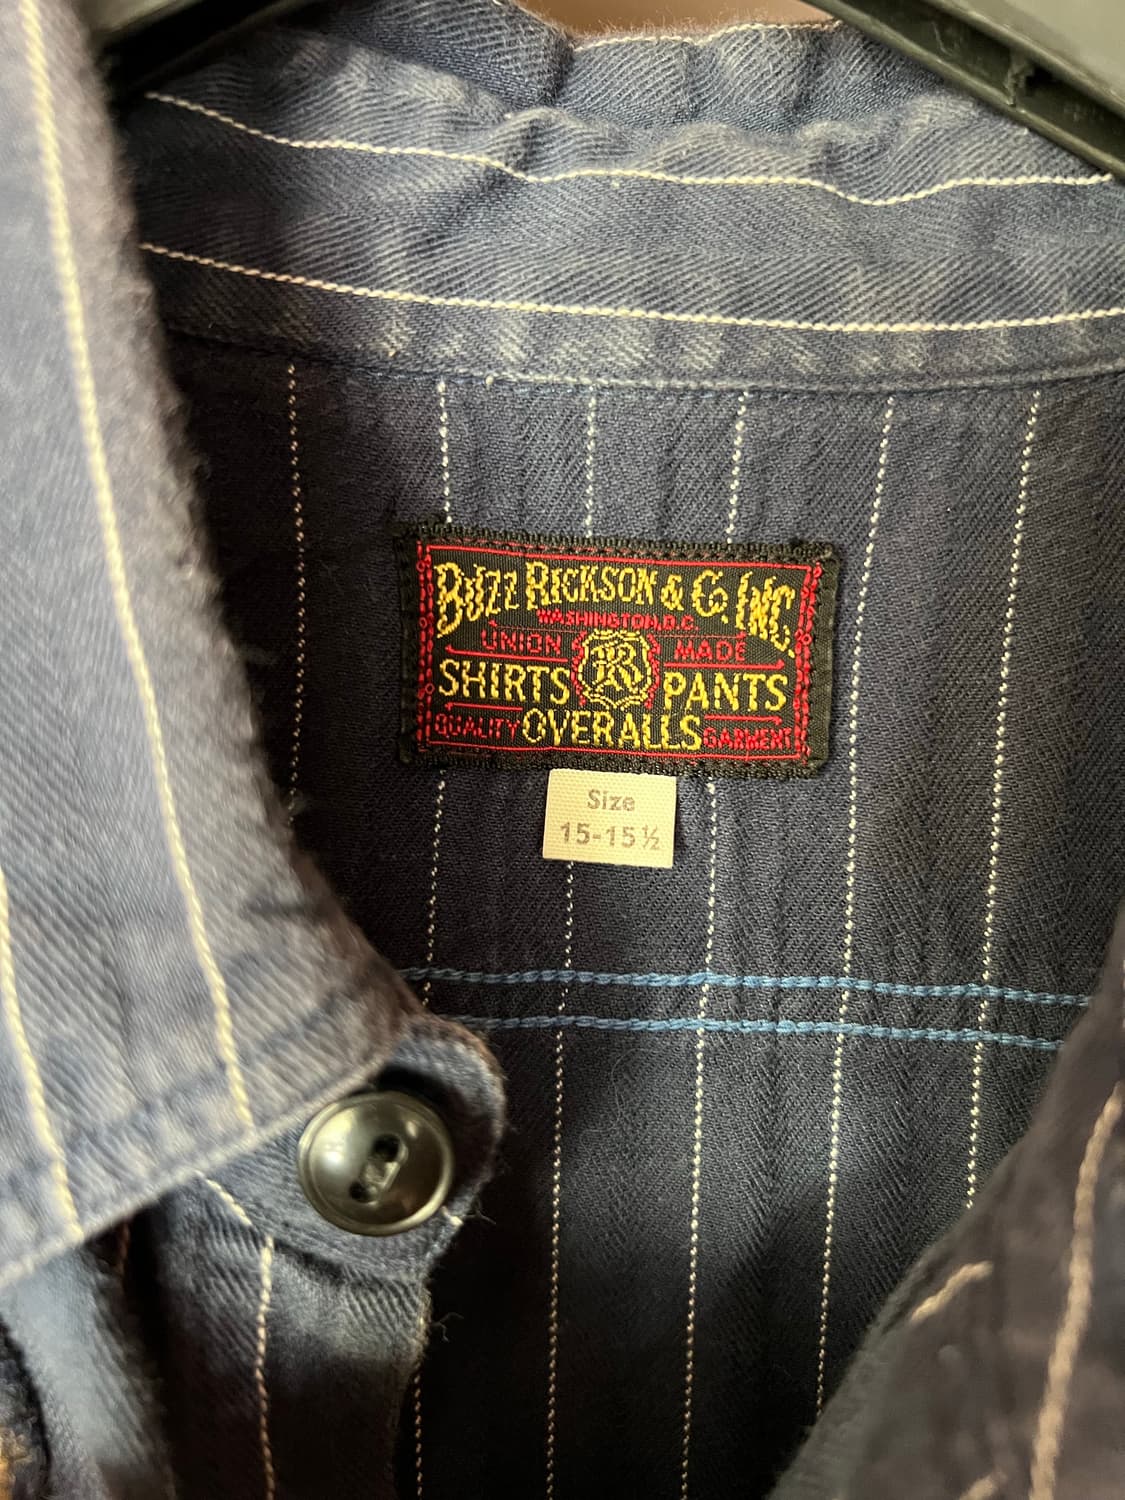 BUZZ RICKSON & CO. INC.
WASHINGTON, D.C.
UNION MADE
R
SHIRTS PANTS
QUALITY OVERALLS GARMENT
Size
15-15 ½